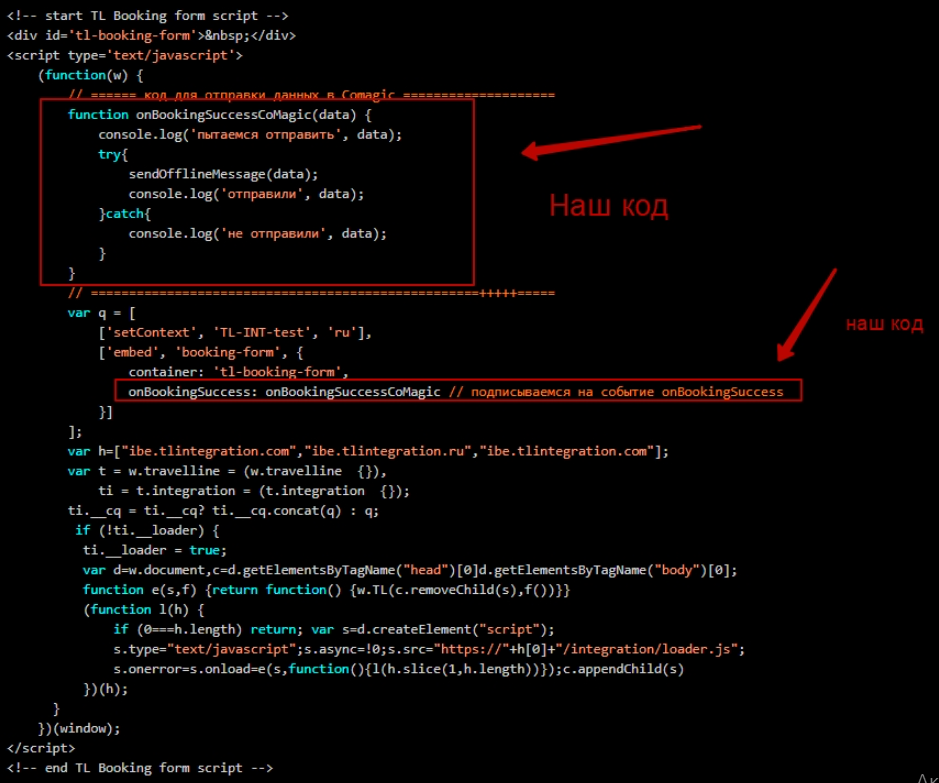 <!-- start TL Booking form script -->
<div id='tl-booking-form'>&nbsp;</div>
<script type='text/javascript'>
(function(w) {
// ====== код для отправки данных в Comagic ====================
function onBookingSuccessCoMagic(data) {
console.log('пытаемся отправить', data);
try{
sendOfflineMessage(data);
console.log('отправили', data);
}catch{
console.log('не отправили', data);
}
}
Наш код
// ===================================================+++++=====
var q = [
['setContext', 'TL-INT-test', 'ru'],
['embed', 'booking-form', {
container: 'tl-booking-form',
onBookingSuccess: onBookingSuccessCoMagic // подписываемся на событие onBookingSuccess
наш код
}]
];
var h=["ibe.tlintegration.com","ibe.tlintegration.ru","ibe.tlintegration.com"];
var t = w.travelline = (w.travelline  {}),
ti = t.integration = (t.integration  {});
ti.__cq = ti.__cq? ti.__cq.concat(q) : q;
if (!ti.__loader) {
ti.__loader = true;
var d=w.document,c=d.getElementsByTagName("head")[0]d.getElementsByTagName("body")[0];
function e(s,f) {return function() {w.TL(c.removeChild(s),f())}}
(function l(h) {
if (0===h.length) return; var s=d.createElement("script");
s.type="text/javascript";s.async=!0;s.src="https://"+h[0]+"/integration/loader.js";
s.onerror=s.onload=e(s,function(){l(h.slice(1,h.length))});c.appendChild(s)
})(h);
}
})(window);
</script>
<!-- end TL Booking form script -->